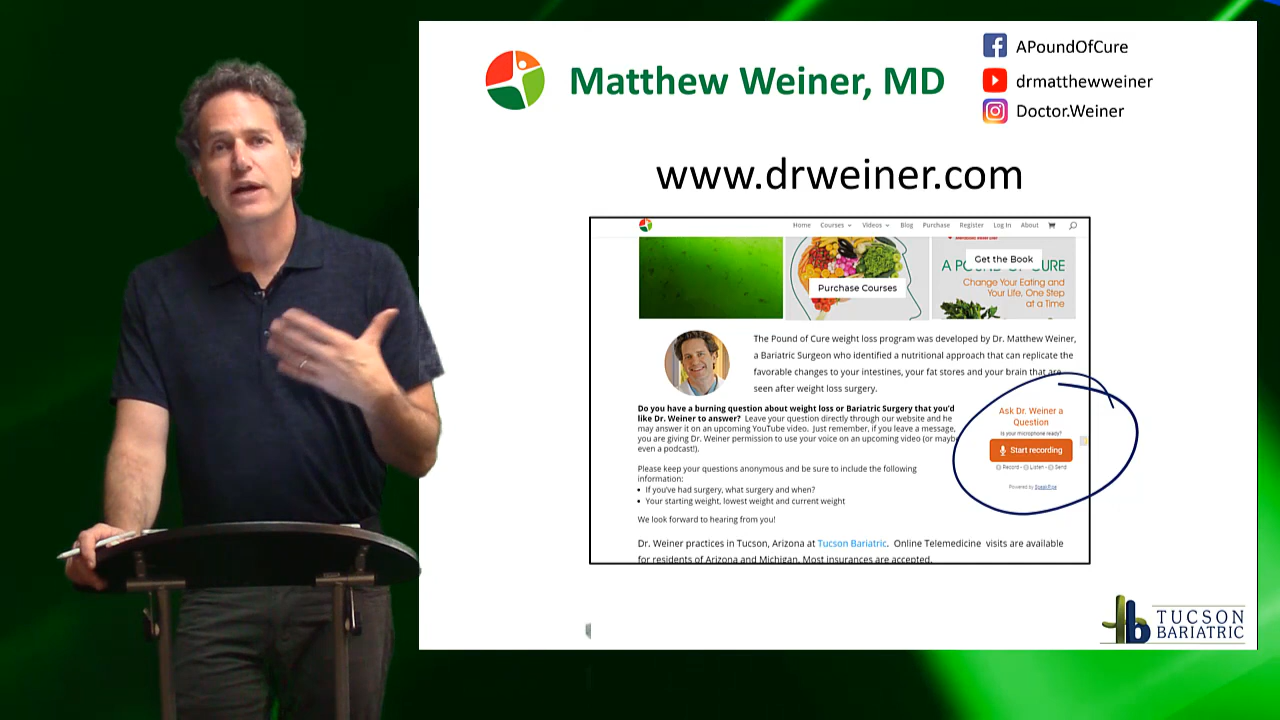 Matthew Weiner, MD
APoundOfCure
drmatthewweiner
Doctor.Weiner
www.drweiner.com
Home Courses Videos Blog Purchase Register Log In About
Purchase Courses
Get the Book
A POUND OF CURE
Change Your Eating and
Your Life, One Step
at a Time
The Pound of Cure weight loss program was developed by Dr. Matthew Weiner,
a Bariatric Surgeon who identified a nutritional approach that can replicate the
favorable changes to your intestines, your fat stores and your brain that are
seen after weight loss surgery.
Do you have a burning question about weight loss or Bariatric Surgery that you'd
like Dr. Weiner to answer? Leave your question directly through our website and he
may answer it on an upcoming YouTube video. Just remember, if you leave a message,
you are giving Dr. Weiner permission to use your voice on an upcoming video (or maybe
even a podcast!).
Please keep your questions anonymous and be sure to include the following
information:
• If you've had surgery, what surgery and when?
• Your starting weight, lowest weight and current weight
We look forward to hearing from you!
Ask Dr. Weiner a
Question
Is your microphone ready?
Start recording
Record - Listen - Send
Powered by SpeakPipe
Dr. Weiner practices in Tucson, Arizona at Tucson Bariatric. Online Telemedicine visits are available
for residents of Arizona and Michigan. Most insurances are accepted.
TUCSON
BARIATRIC